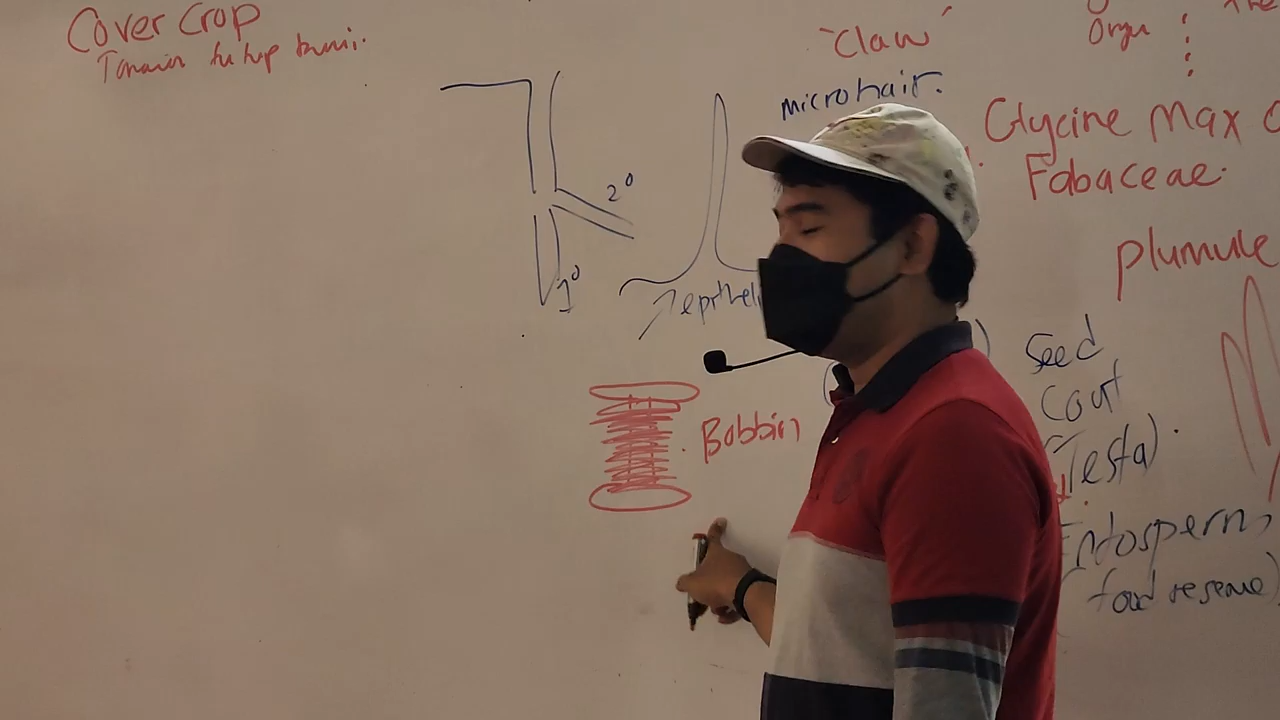 Cover Crop
Tanaman tutup bumi.
"Claw"
microhair.
2°
1°
Bobbin
Glycine Max
Fabaceae.
plumule
Seed
Coat
(Testa).
Endosperm
(food reserve)